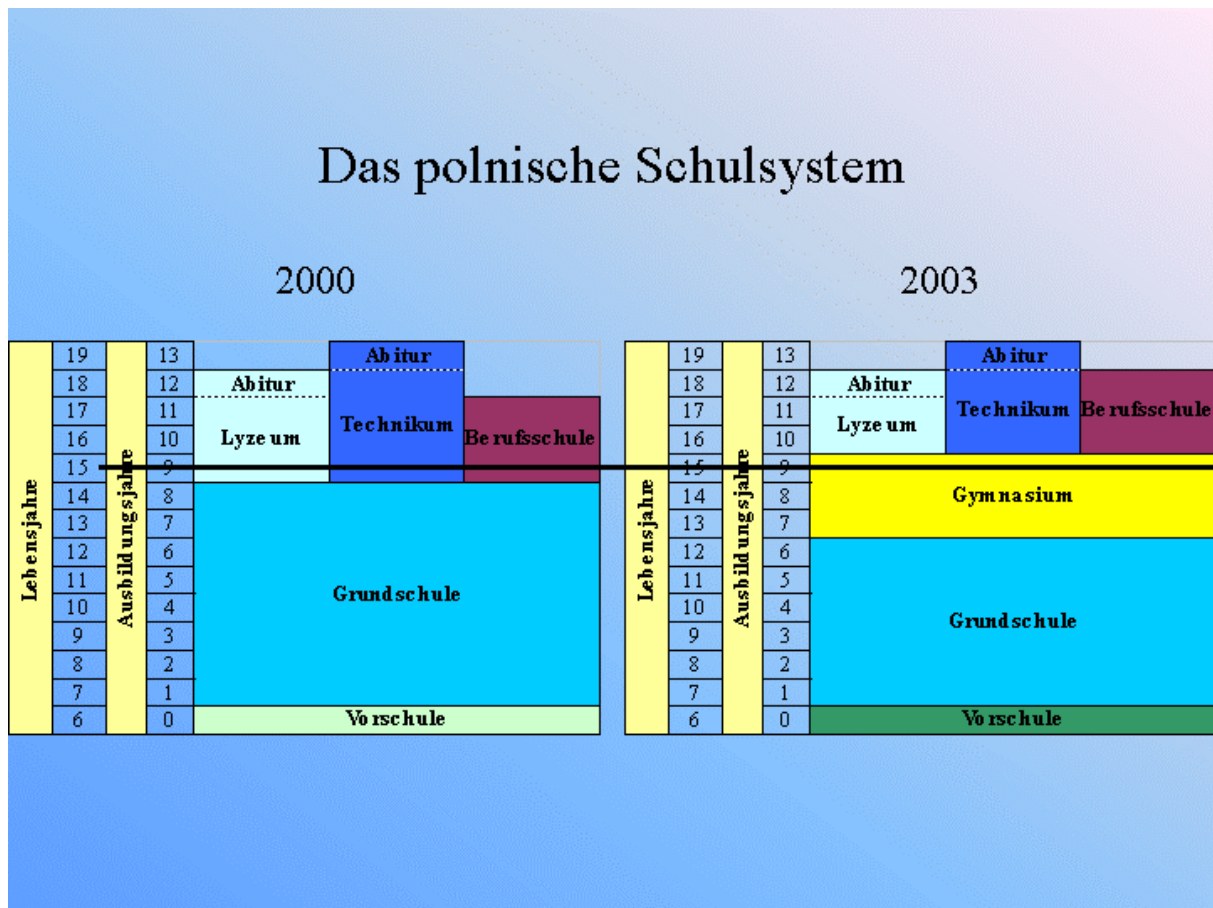 Das polnische Schulsystem
2000
2003
Lebensjahre
Ausbildungsjahre
19 13 Abitur
18 12 Abitur
17 11 Technikum
16 10 Lyzeum Berufsschule
15 9
14 8
13 7
12 6
11 5 Grundschule
10 4
9 3
8 2
7 1
6 0 Vorschule
Lebensjahre
Ausbildungsjahre
19 13 Abitur
18 12 Abitur
17 11 Lyzeum Technikum Berufsschule
16 10
15 9
14 8 Gymnasium
13 7
12 6
11 5
10 4 Grundschule
9 3
8 2
7 1
6 0 Vorschule